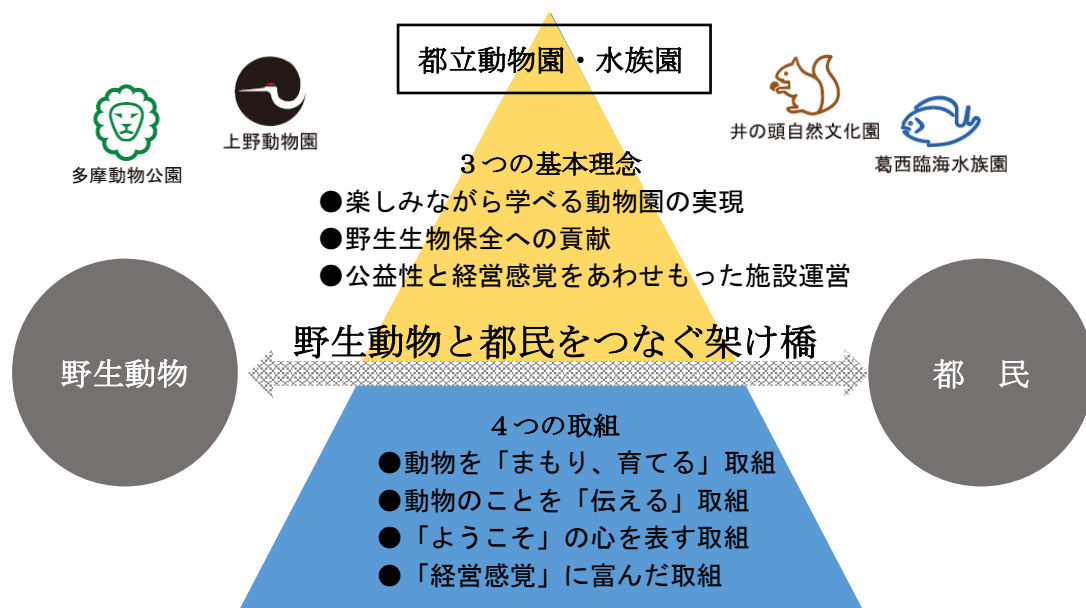 都立動物園・水族園
多摩動物公園
上野動物園
井の頭自然文化園
葛西臨海水族園
３つの基本理念
●楽しみながら学べる動物園の実現
●野生生物保全への貢献
●公益性と経営感覚をあわせもった施設運営
野生動物と都民をつなぐ架け橋
野生動物
都　民
４つの取組
●動物を「まもり、育てる」取組
●動物のことを「伝える」取組
●「ようこそ」の心を表す取組
●「経営感覚」に富んだ取組